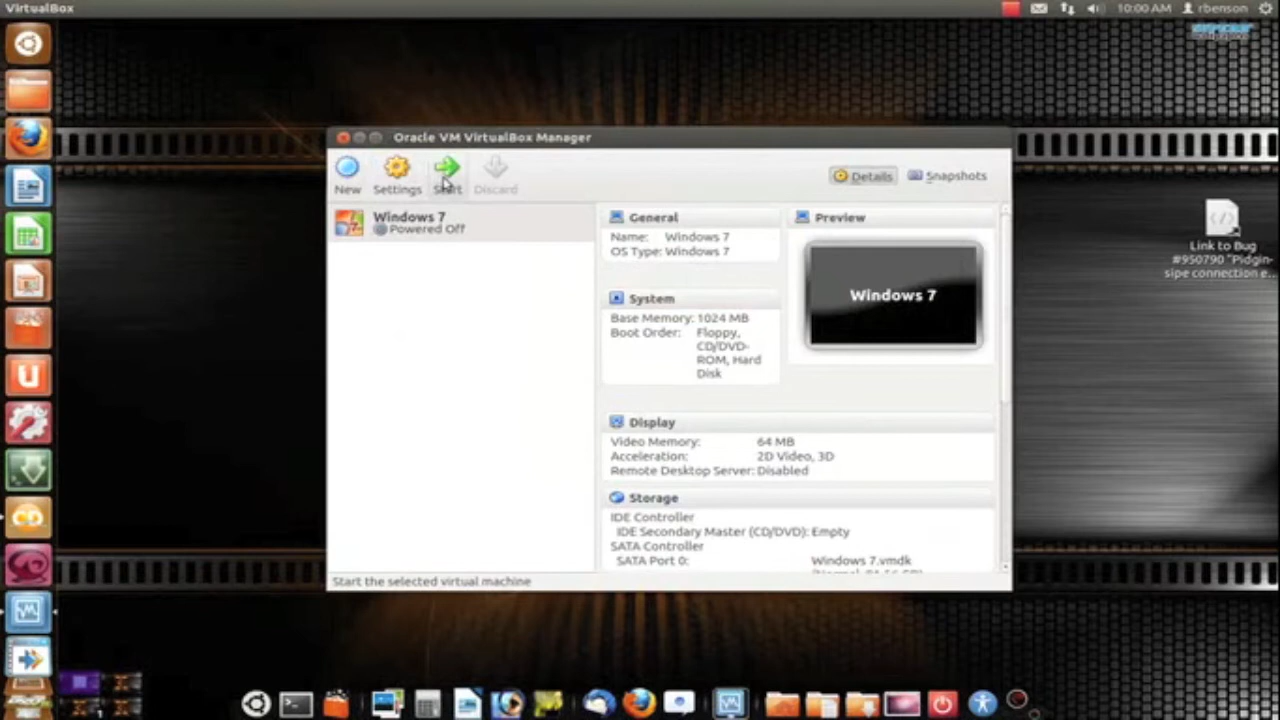 VirtualBox
10:00 AM
rbenson
Oracle VM VirtualBox Manager
New
Settings
Start
Discard
Details
Snapshots
Windows 7
Powered Off
General
Name: Windows 7
OS Type: Windows 7
Preview
Windows 7
System
Base Memory: 1024 MB
Boot Order: Floppy,
CD/DVD-
ROM, Hard
Disk
Display
Video Memory: 64 MB
Acceleration: 2D Video, 3D
Remote Desktop Server: Disabled
Storage
IDE Controller
IDE Secondary Master (CD/DVD): Empty
SATA Controller
SATA Port 0: Windows 7.vmdk
Start the selected virtual machine
Link to Bug
#950790 "Pidgin-
sipe connection e...